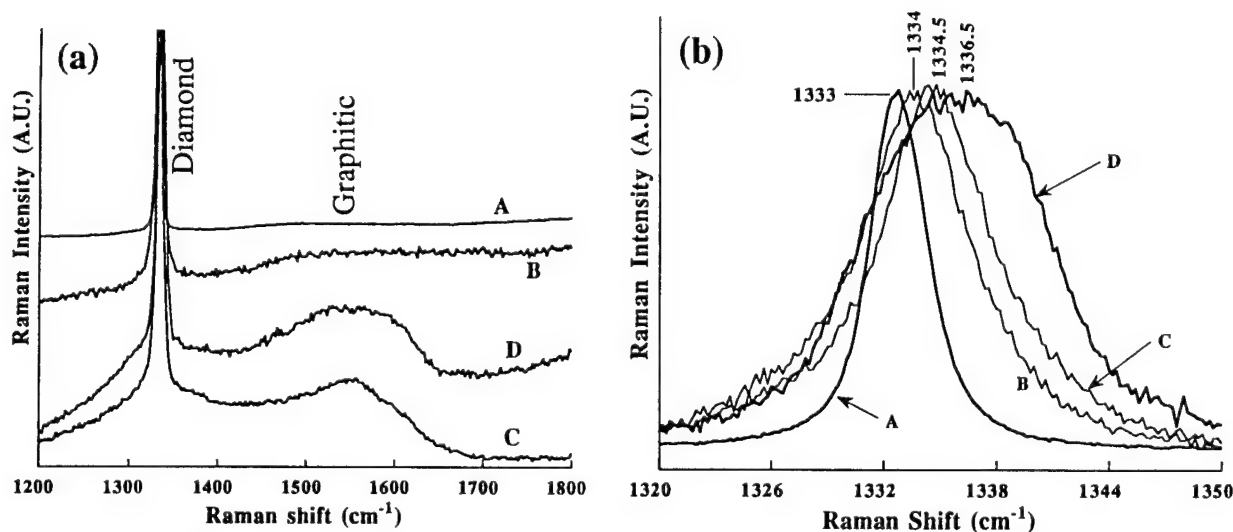 (a)
Diamond
Graphitic
A
B
D
C
Raman Intensity (A.U.)
1200 1300 1400 1500 1600 1700 1800
Raman shift (cm-1)
(b)
1333
1334
1334.5
1336.5
D
C
B
A
Raman Intensity (A.U.)
1320 1326 1332 1338 1344 1350
Raman Shift (cm-1)